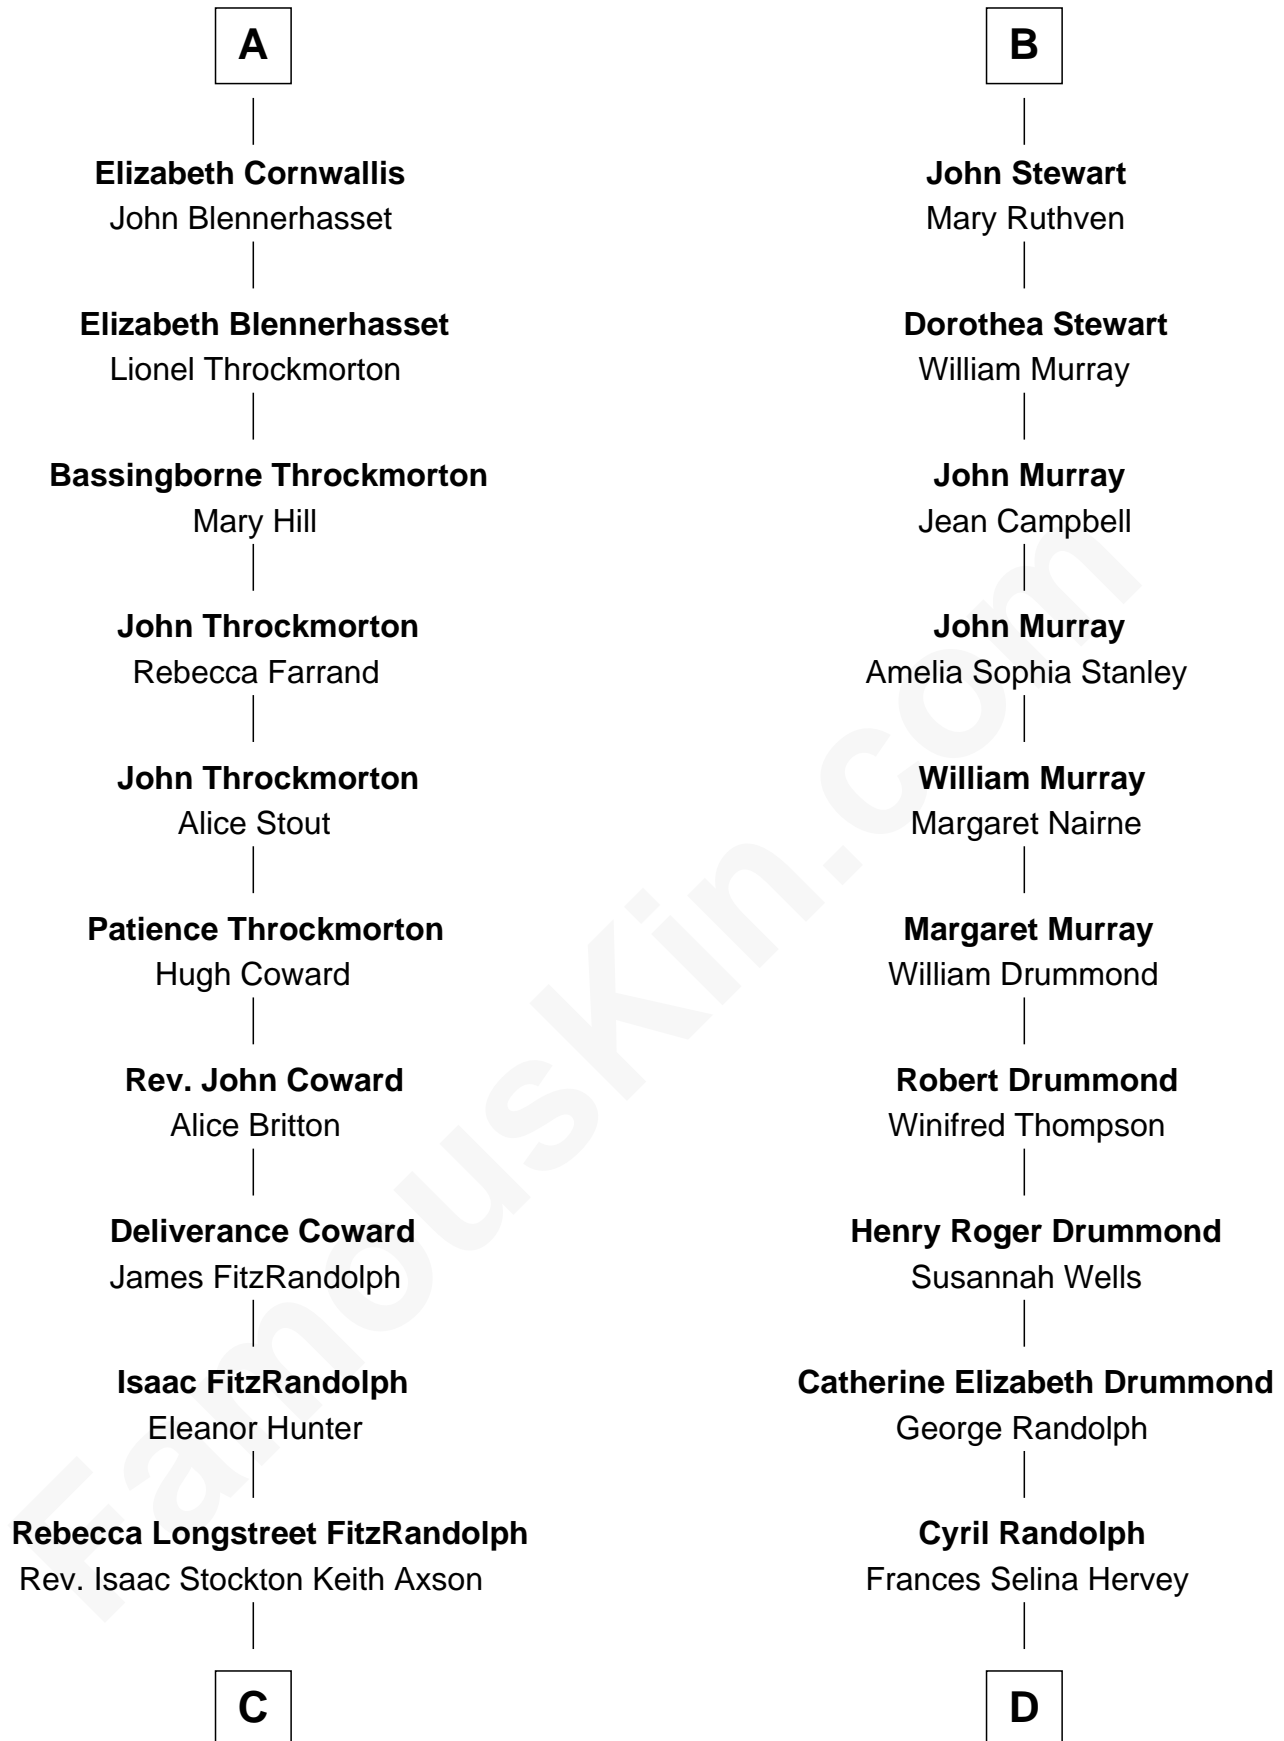 A
Elizabeth Cornwallis
John Blennerhasset
Elizabeth Blennerhasset
Lionel Throckmorton
Bassingborne Throckmorton
Mary Hill
John Throckmorton
Rebecca Farrand
John Throckmorton
Alice Stout
Patience Throckmorton
Hugh Coward
Rev. John Coward
Alice Britton
Deliverance Coward
James FitzRandolph
Isaac FitzRandolph
Eleanor Hunter
Rebecca Longstreet FitzRandolph
Rev. Isaac Stockton Keith Axson
C
B
John Stewart
Mary Ruthven
Dorothea Stewart
William Murray
John Murray
Jean Campbell
John Murray
Amelia Sophia Stanley
William Murray
Margaret Nairne
Margaret Murray
William Drummond
Robert Drummond
Winifred Thompson
Henry Roger Drummond
Susannah Wells
Catherine Elizabeth Drummond
George Randolph
Cyril Randolph
Frances Selina Hervey
D
FamousKin.com